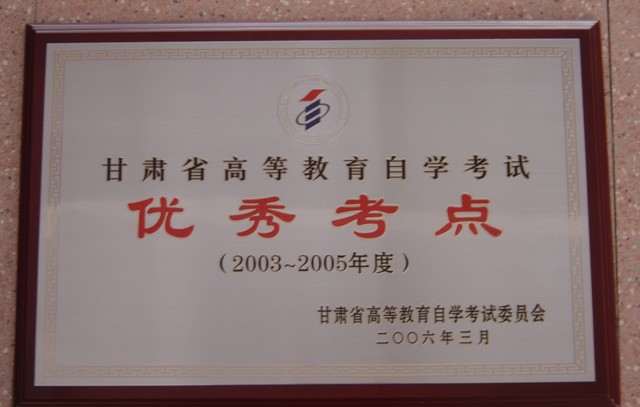 甘肃省高等教育自学考试
优秀考点
（2003~2005年度）
甘肃省高等教育自学考试委员会
二〇〇六年三月